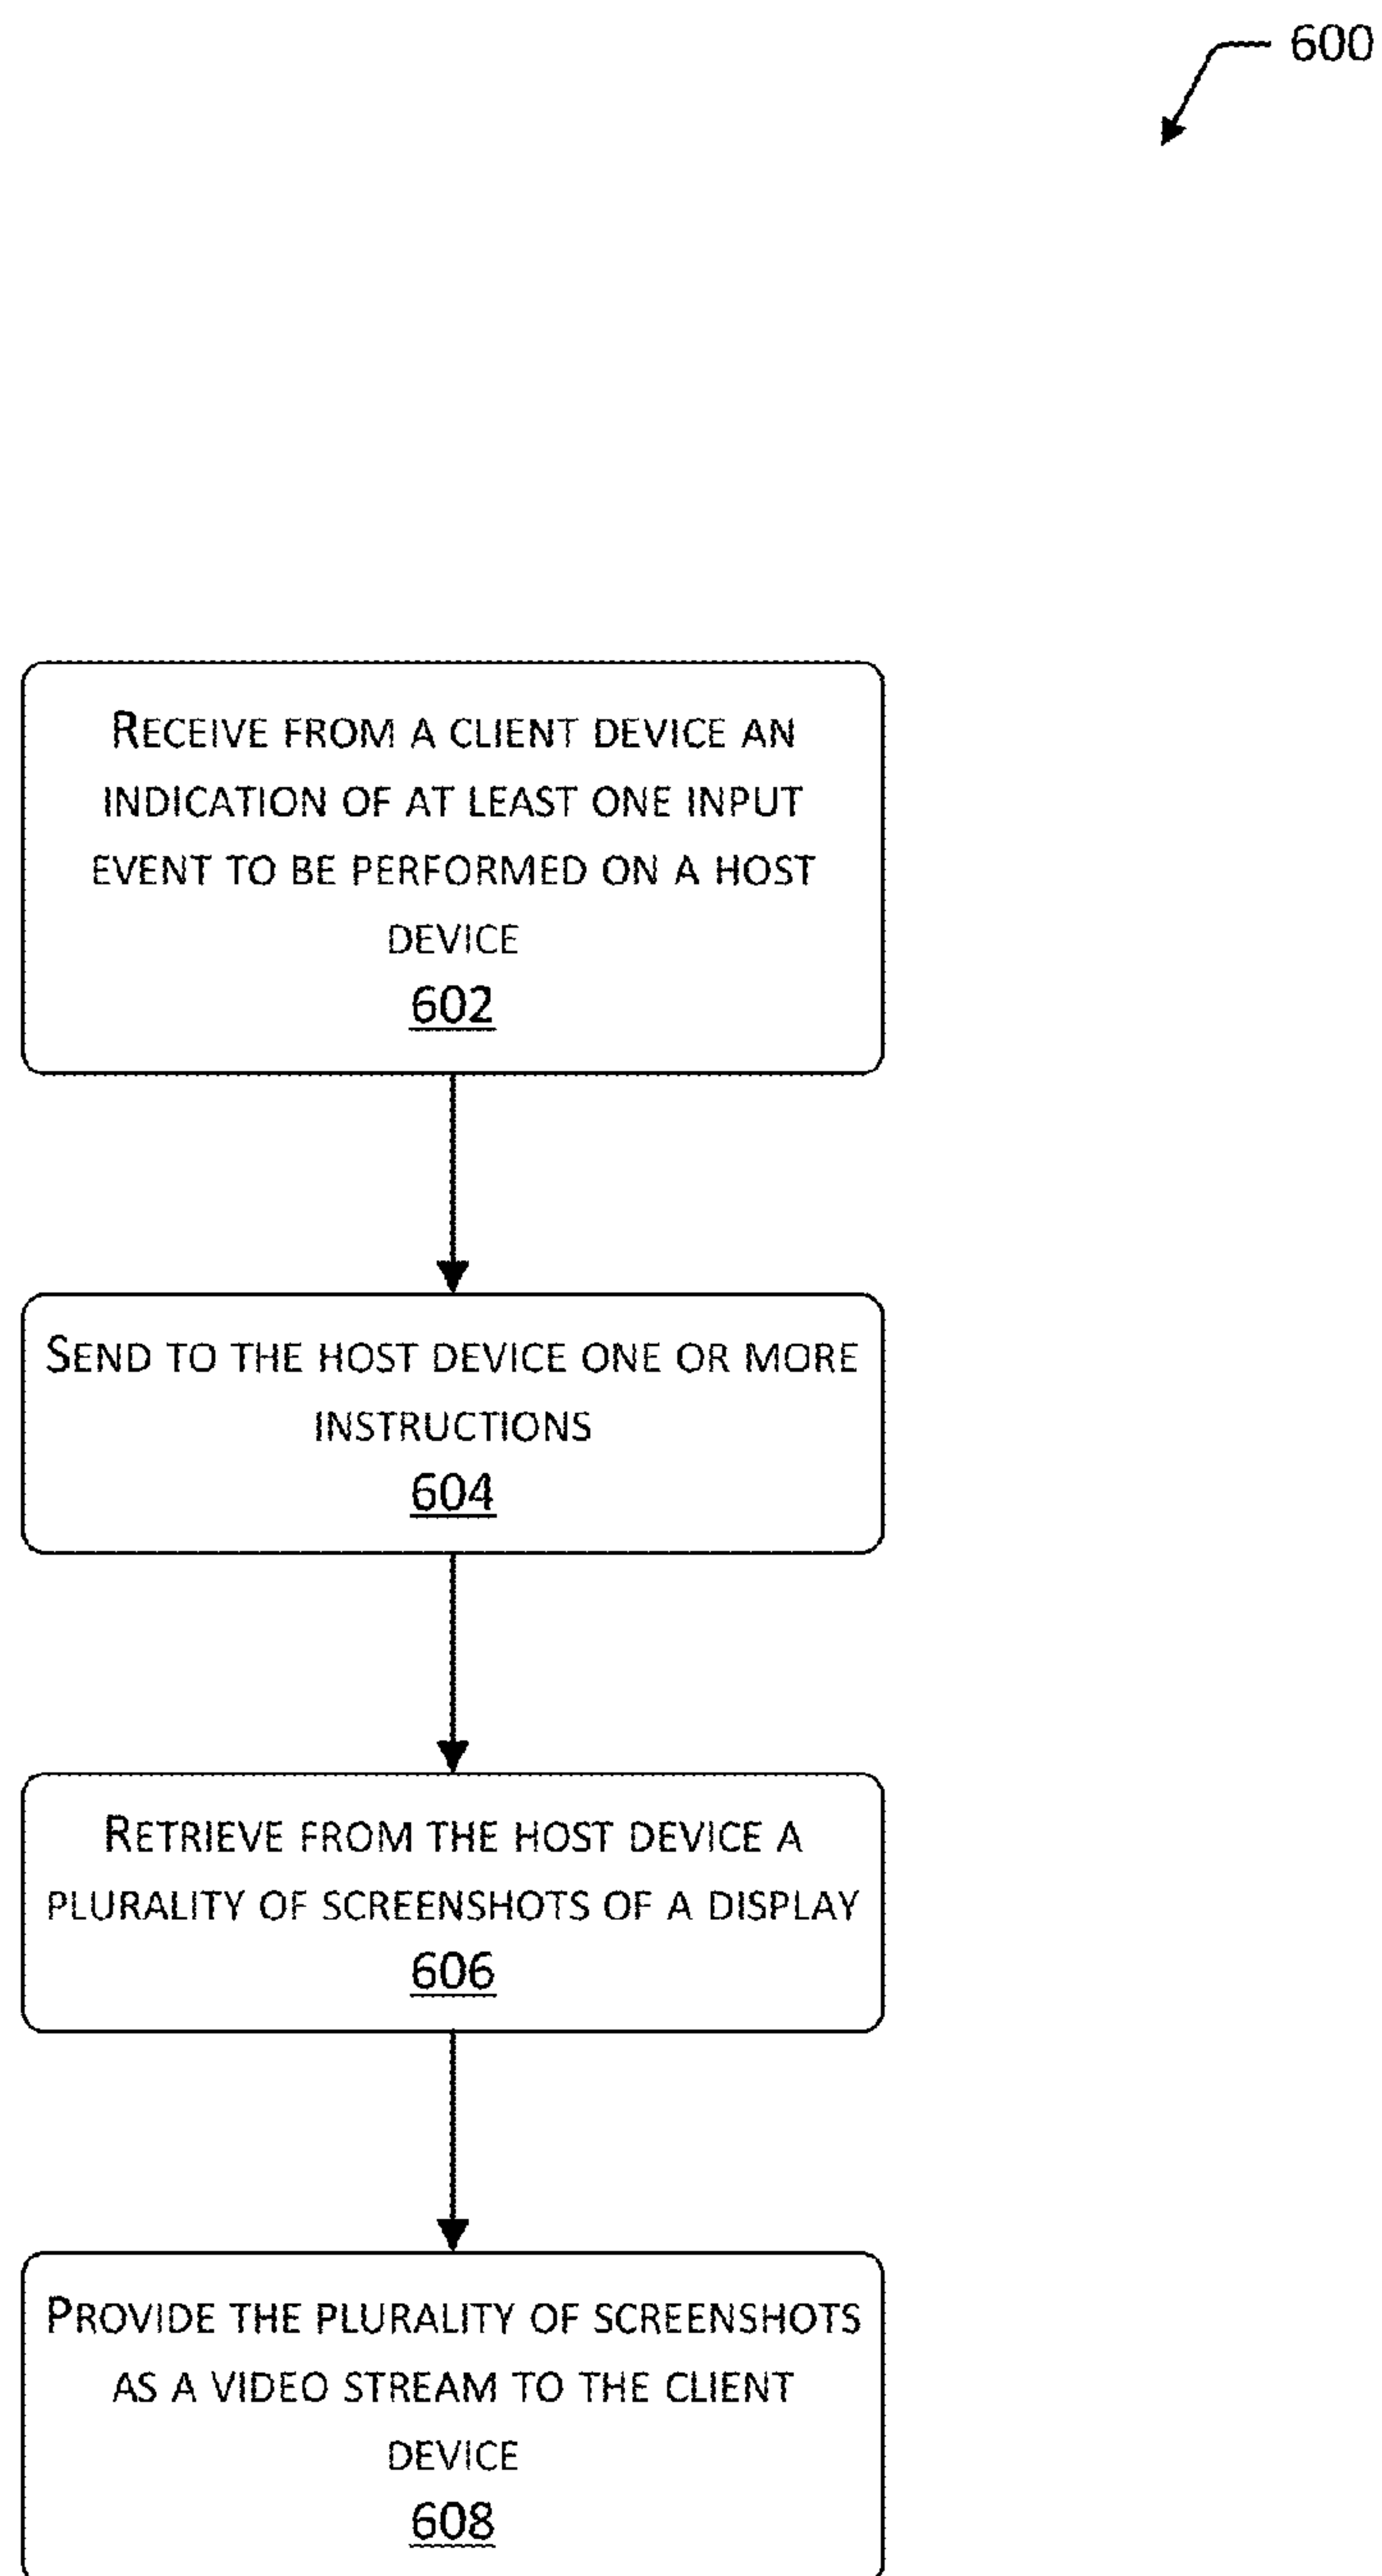 600
RECEIVE FROM A CLIENT DEVICE AN
INDICATION OF AT LEAST ONE INPUT
EVENT TO BE PERFORMED ON A HOST
DEVICE
602
SEND TO THE HOST DEVICE ONE OR MORE
INSTRUCTIONS
604
RETRIEVE FROM THE HOST DEVICE A
PLURALITY OF SCREENSHOTS OF A DISPLAY
606
PROVIDE THE PLURALITY OF SCREENSHOTS
AS A VIDEO STREAM TO THE CLIENT
DEVICE
608